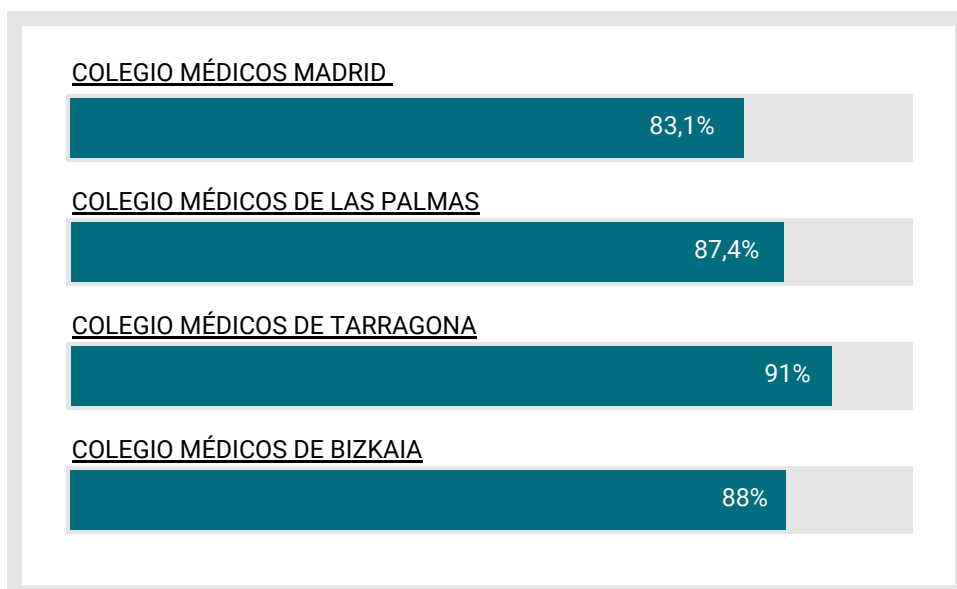 COLEGIO MÉDICOS MADRID
83,1%
COLEGIO MÉDICOS DE LAS PALMAS
87,4%
COLEGIO MÉDICOS DE TARRAGONA
91%
COLEGIO MÉDICOS DE BIZKAIA
88%